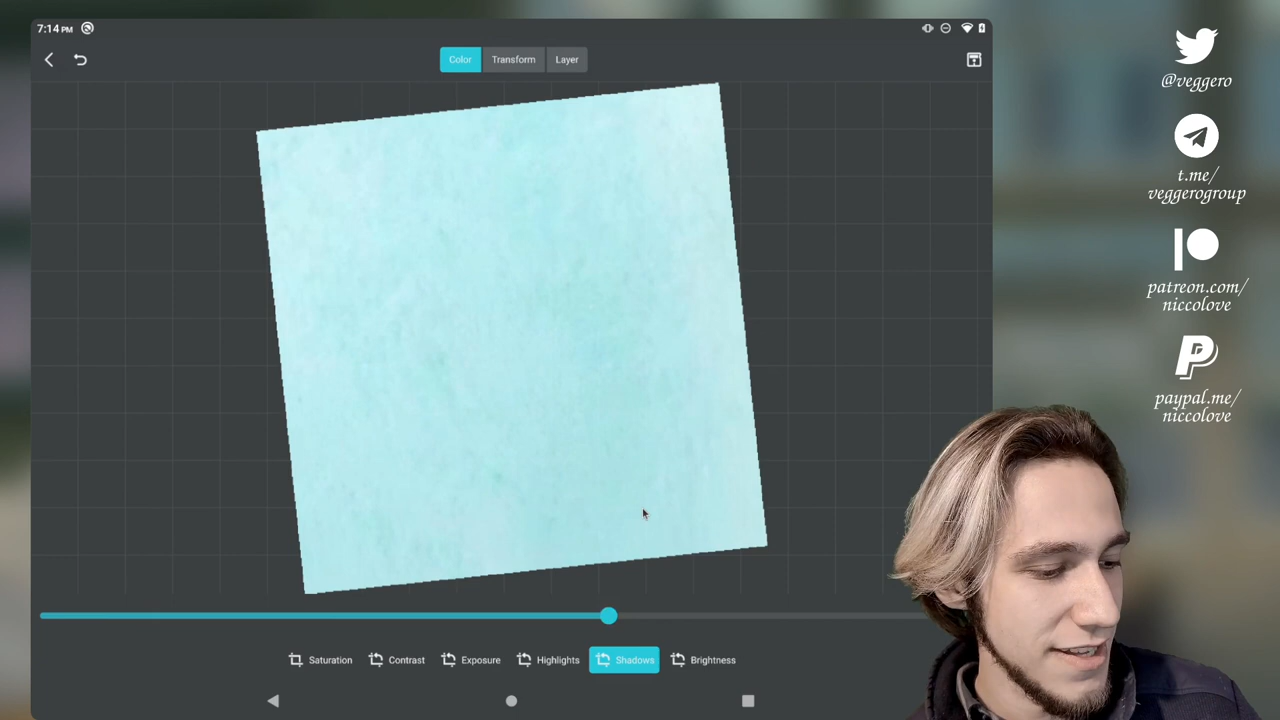 7:14 PM
Color
Transform
Layer
Saturation
Contrast
Exposure
Highlights
Shadows
Brightness
@veggero
t.me/
veggerogroup
patreon.com/
niccolove
paypal.me/
niccolove